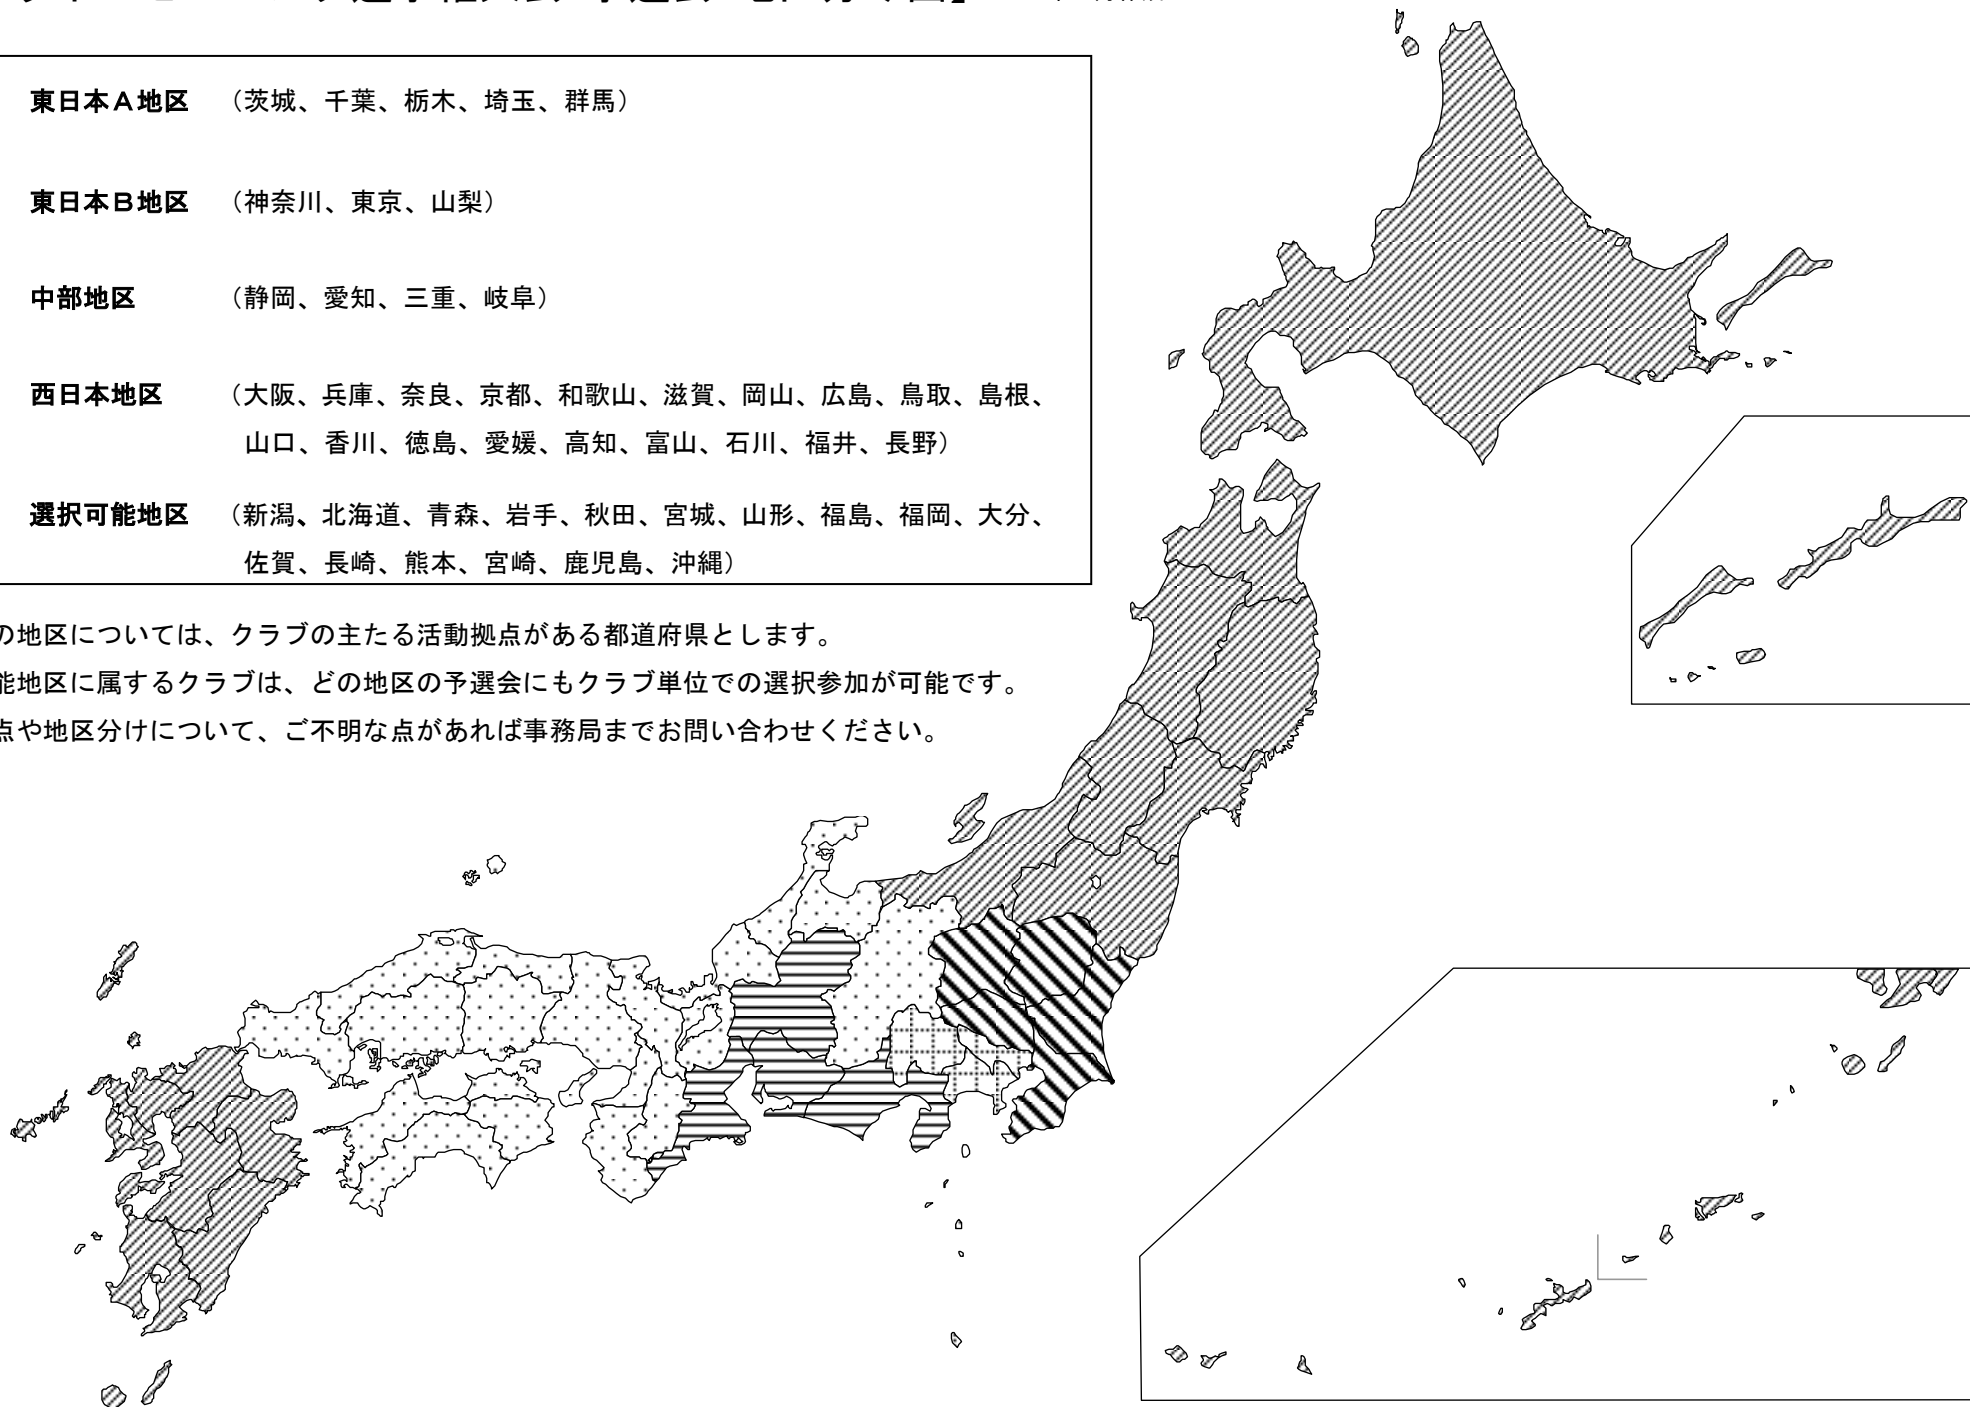 東日本A地区 (茨城、千葉、栃木、埼玉、群馬)
東日本B地区 (神奈川、東京、山梨)
中部地区 (静岡、愛知、三重、岐阜)
西日本地区 (大阪、兵庫、奈良、京都、和歌山、滋賀、岡山、広島、鳥取、島根、
山口、香川、徳島、愛媛、高知、富山、石川、福井、長野)
選択可能地区 (新潟、北海道、青森、岩手、秋田、宮城、山形、福島、福岡、大分、
佐賀、長崎、熊本、宮崎、鹿児島、沖縄)
の地区については、クラブの主たる活動拠点がある都道府県とします。
能地区に属するクラブは、どの地区の予選会にもクラブ単位での選択参加が可能です。
点や地区分けについて、ご不明な点があれば事務局までお問い合わせください。